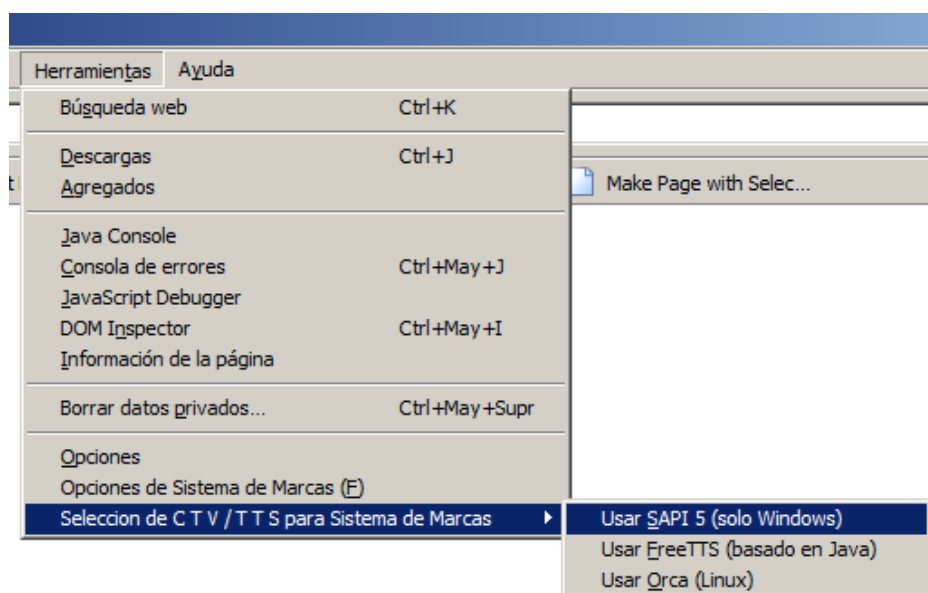 Herramientas Ayuda
Búsqueda web Ctrl+K
Descargas Ctrl+J
Agregados
Make Page with Selec...
Java Console
Consola de errores Ctrl+May+J
JavaScript Debugger
DOM Inspector Ctrl+May+I
Información de la página
Borrar datos privados... Ctrl+May+Supr
Opciones
Opciones de Sistema de Marcas (F)
Seleccion de C T V / T T S para Sistema de Marcas
Usar SAPI 5 (solo Windows)
Usar FreeTTS (basado en Java)
Usar Orca (Linux)